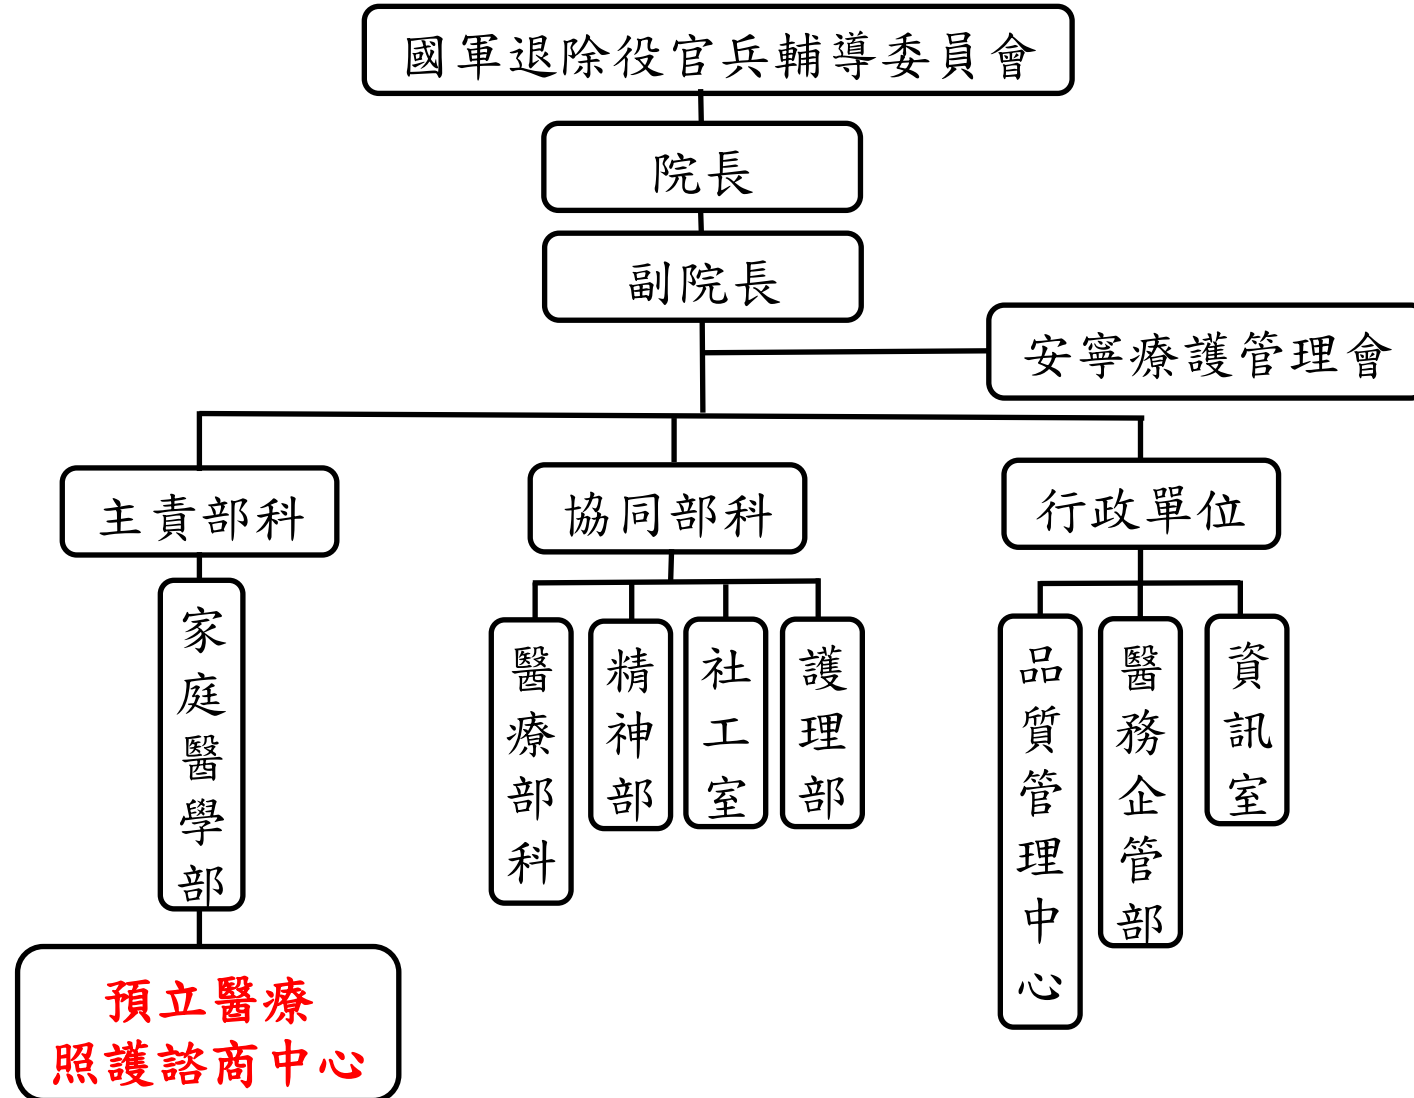 國軍退除役官兵輔導委員會
院長
副院長
安寧療護管理會
主責部科
協同部科
行政單位
家庭醫學部
醫療部科
精神部
社工室
護理部
品質管理中心
醫務企管部
資訊室
預立醫療
照護諮商中心